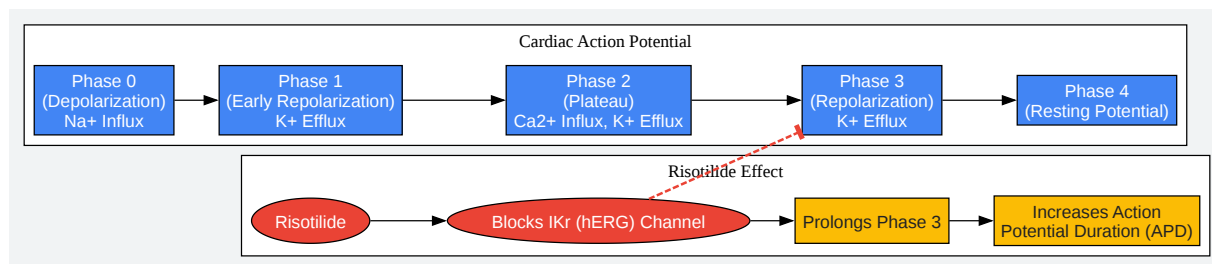 Cardiac Action Potential
Phase 0
(Depolarization)
Na+ Influx
Phase 1
(Early Repolarization)
K+ Efflux
Phase 2
(Plateau)
Ca2+ Influx, K+ Efflux
Phase 3
(Repolarization)
K+ Efflux
Phase 4
(Resting Potential)
Risotilide Effect
Risotilide
Blocks IKr (hERG) Channel
Prolongs Phase 3
Increases Action
Potential Duration (APD)